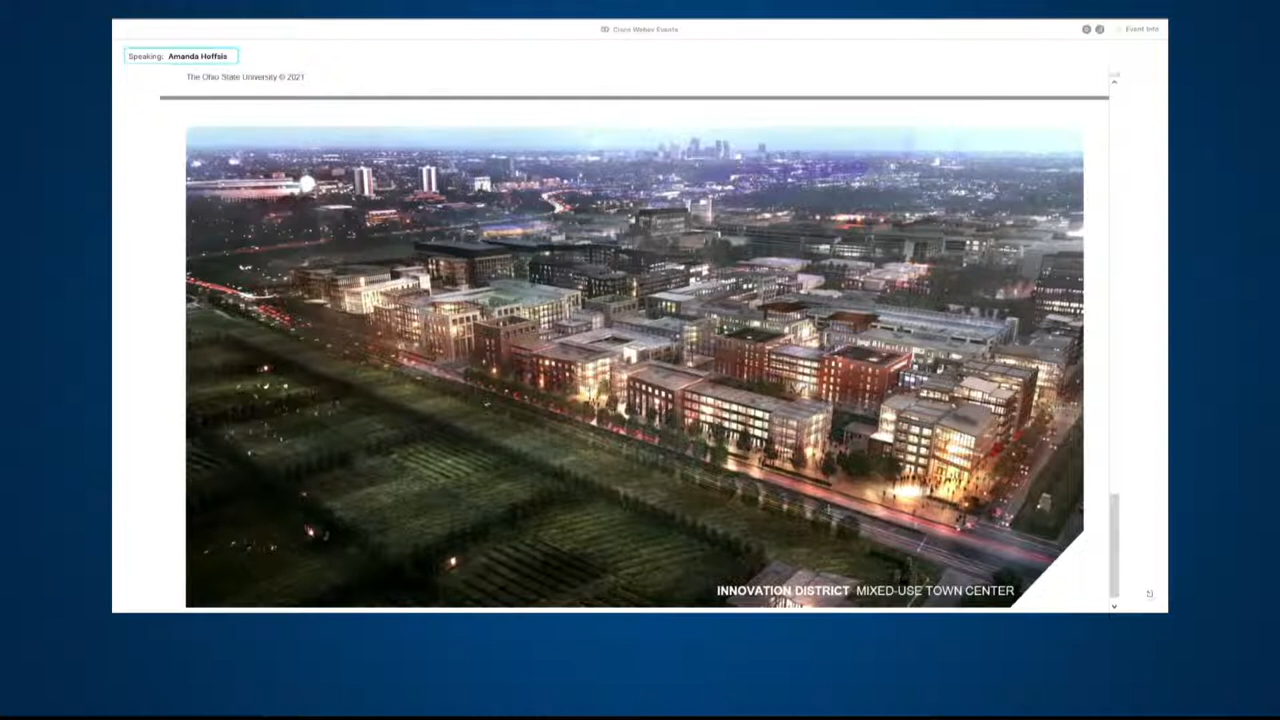 Cisco Webex Events
Event Info
Speaking: Amanda Hoffsis
The Ohio State University © 2021
INNOVATION DISTRICT MIXED-USE TOWN CENTER